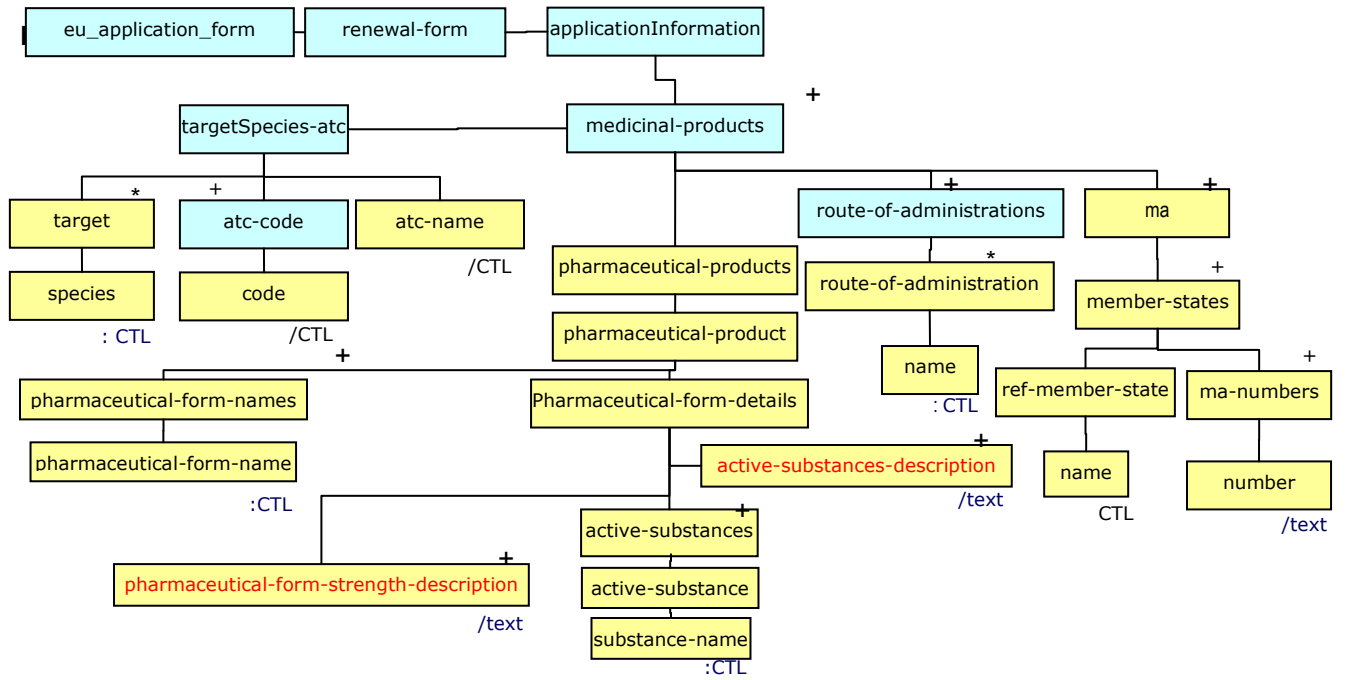 eu_application_form
renewal-form
applicationInformation
+
targetSpecies-atc
medicinal-products
*
+
+
+
target
atc-code
atc-name
route-of-administrations
ma
/CTL
pharmaceutical-products
*
+
species
code
route-of-administration
member-states
: CTL
/CTL
pharmaceutical-product
+
+
pharmaceutical-form-names
Pharmaceutical-form-details
name
ref-member-state
ma-numbers
: CTL
pharmaceutical-form-name
+
active-substances-description
name
number
:CTL
/text
CTL
/text
+
active-substances
+
pharmaceutical-form-strength-description
active-substance
/text
substance-name
:CTL